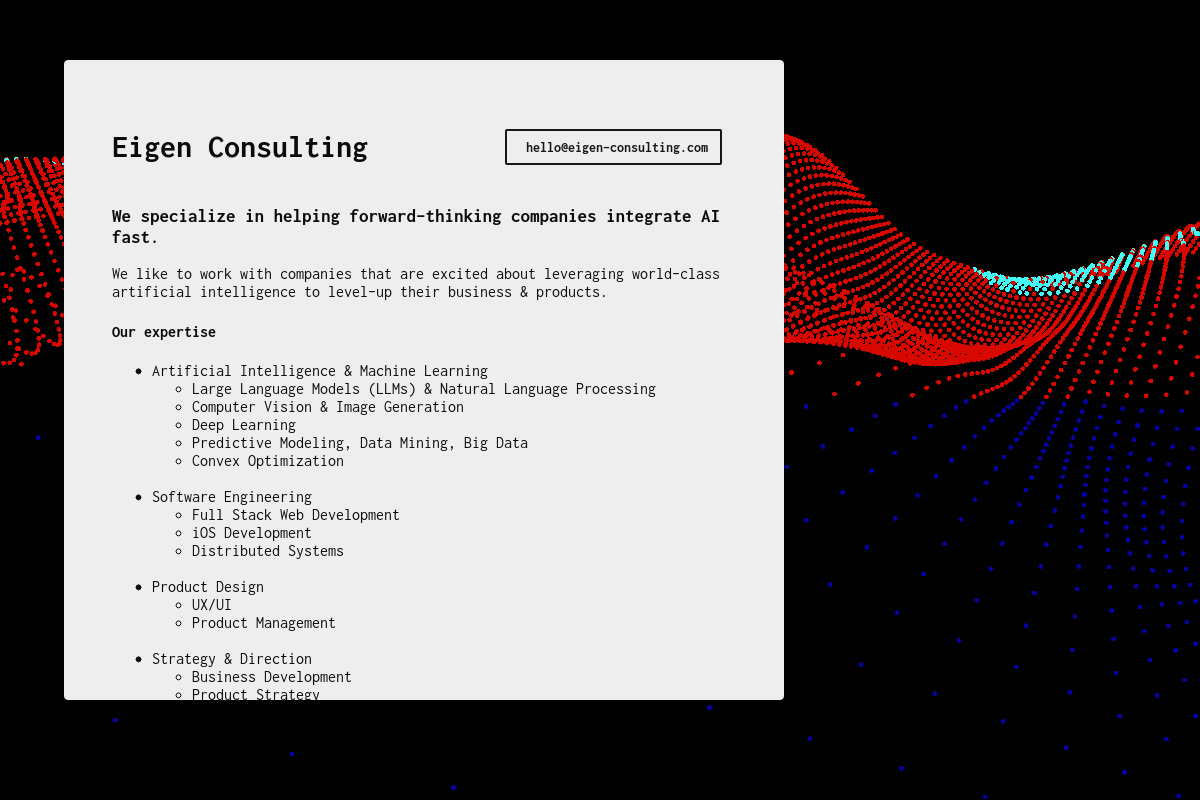 Eigen Consulting
hello@eigen-consulting.com
We specialize in helping forward-thinking companies integrate AI
fast.
We like to work with companies that are excited about leveraging world-class
artificial intelligence to level-up their business & products.
Our expertise
Artificial Intelligence & Machine Learning
Large Language Models (LLMs) & Natural Language Processing
Computer Vision & Image Generation
Deep Learning
Predictive Modeling, Data Mining, Big Data
Convex Optimization
Software Engineering
Full Stack Web Development
iOS Development
Distributed Systems
Product Design
UX/UI
Product Management
Strategy & Direction
Business Development
Product Strategy